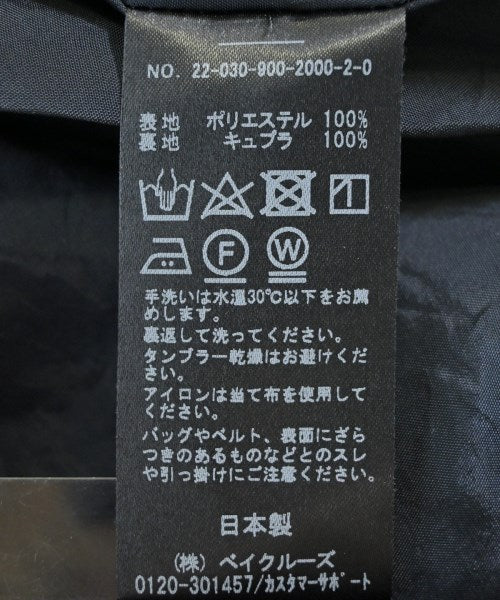 NO. 22-030-900-2000-2-0
表地 ポリエステル 100%
裏地 キュプラ 100%
F W
手洗いは水温30℃以下をお薦
めします。
裏返して洗ってください。
タンブラー乾燥はお避けくだ
さい。
アイロンは当て布を使用して
ください。
バッグやベルト、表面にざら
つきのあるものなどとのスレ
や引っ掛けにご注意ください。
日本製
(株) ベイクルーズ
0120-301457/カスタマーサポート